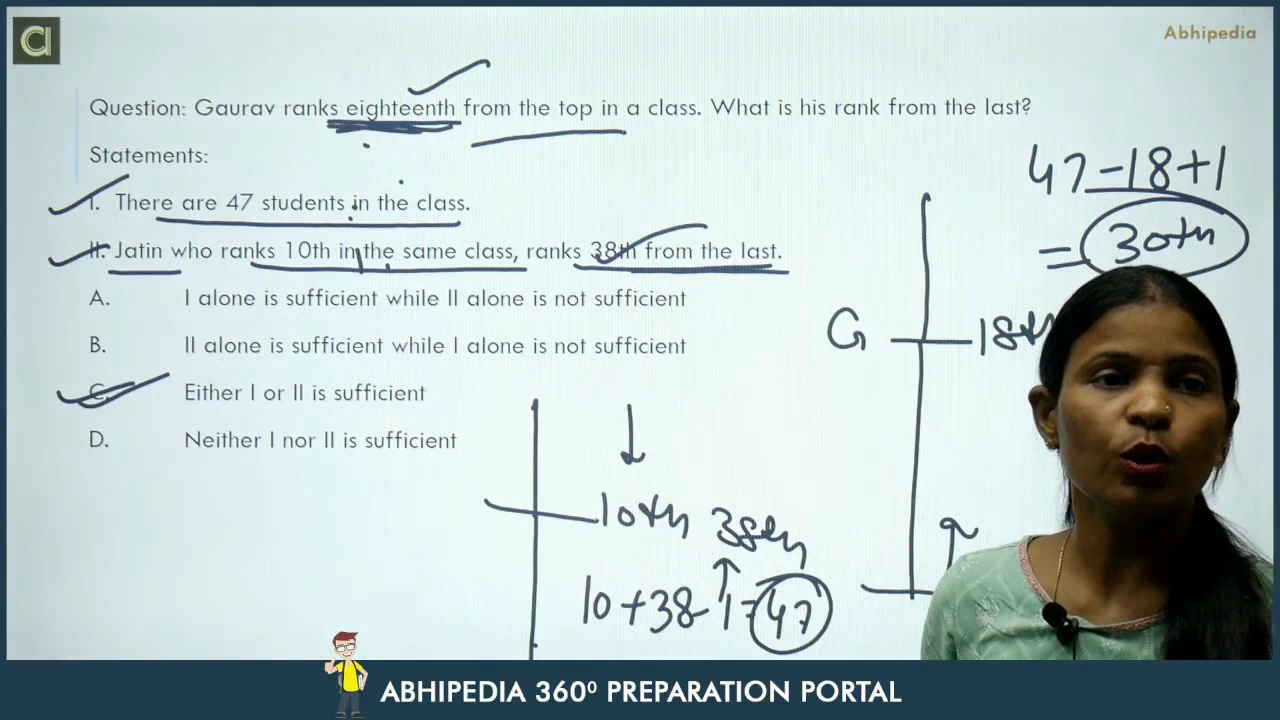 Abhipedia
Question: Gaurav ranks eighteenth from the top in a class. What is his rank from the last?
Statements:
I. There are 47 students in the class.
II. Jatin who ranks 10th in the same class, ranks 38th from the last.
A. I alone is sufficient while II alone is not sufficient
B. II alone is sufficient while I alone is not sufficient
C. Either I or II is sufficient
D. Neither I nor II is sufficient
47-18+1
= 30th
G 18th
10th 38th
10+38-1=47
ABHIPEDIA 360⁰ PREPARATION PORTAL